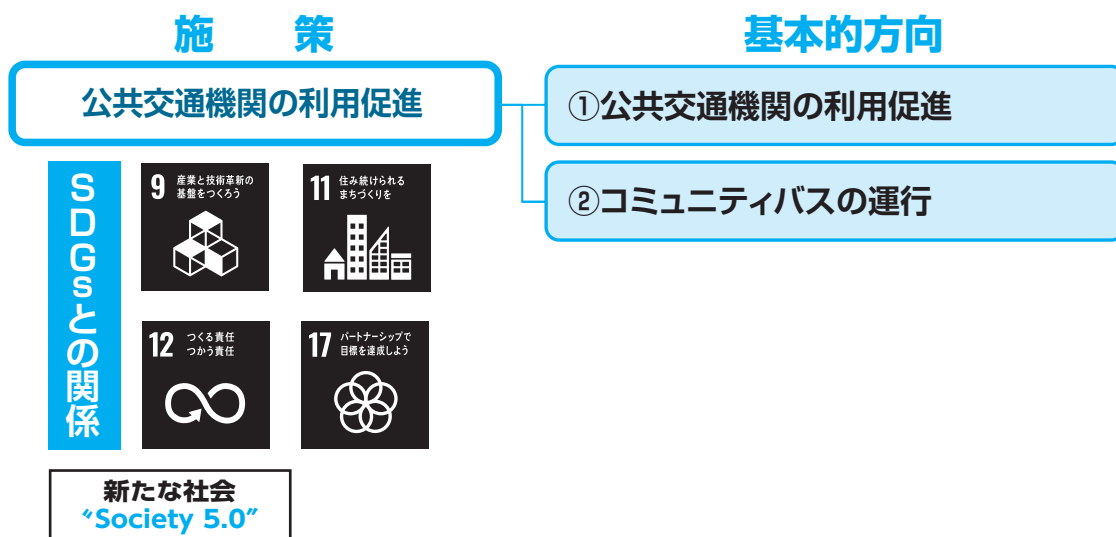 施 策
公共交通機関の利用促進
基本的方向
①公共交通機関の利用促進
②コミュニティバスの運行
SDGsとの関係
9 産業と技術革新の
基盤をつくろう
11 住み続けられる
まちづくりを
12 つくる責任
つかう責任
17 パートナーシップで
目標を達成しよう
新たな社会
“Society 5.0”